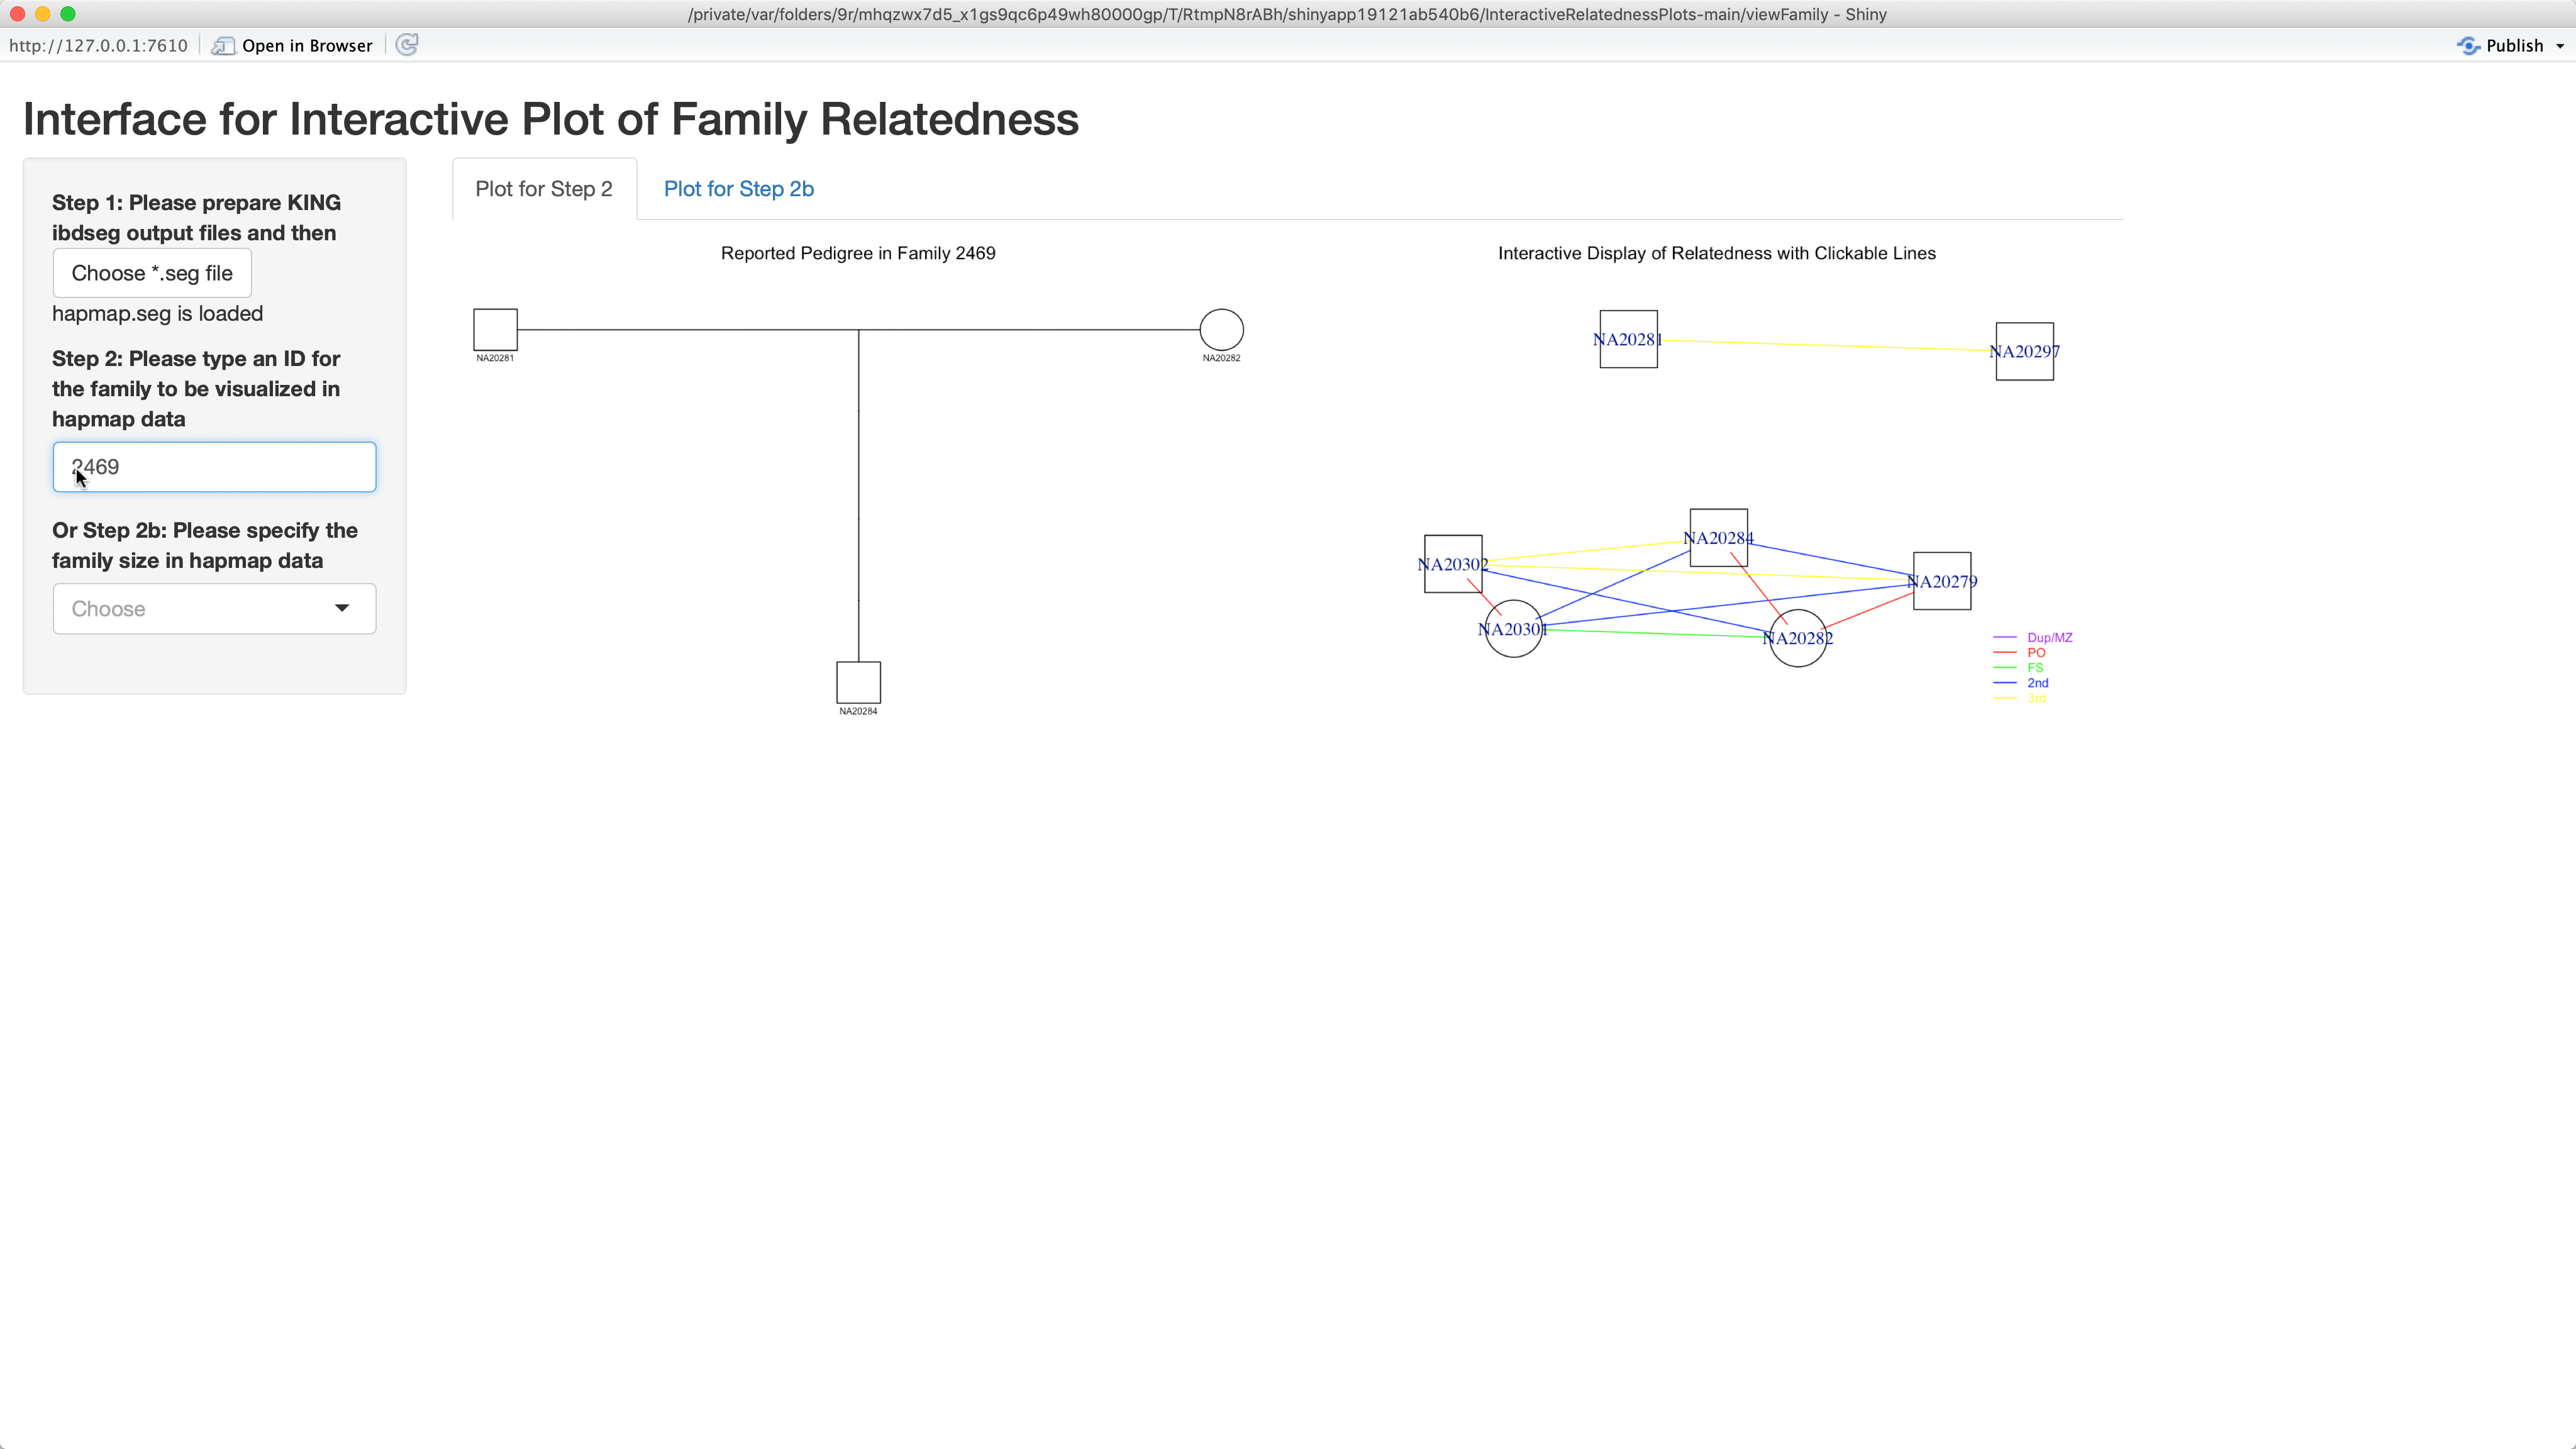 /private/var/folders/9r/mhqzwx7d5_x1gs9qc6p49wh80000gp/T/RtmpN8rABh/shinyapp19121ab540b6/InteractiveRelatednessPlots-main/viewFamily - Shiny
http://127.0.0.1:7610
Open in Browser
Publish
Interface for Interactive Plot of Family Relatedness
Step 1: Please prepare KING
ibdseg output files and then
Choose *.seg file
hapmap.seg is loaded
Step 2: Please type an ID for
the family to be visualized in
hapmap data
2469
Or Step 2b: Please specify the
family size in hapmap data
Choose
Plot for Step 2
Plot for Step 2b
Reported Pedigree in Family 2469
NA20281
NA20282
NA20284
Interactive Display of Relatedness with Clickable Lines
NA20281
NA20297
NA20284
NA20302
NA20279
NA20301
NA20282
Dup/MZ
PO
FS
2nd
3rd